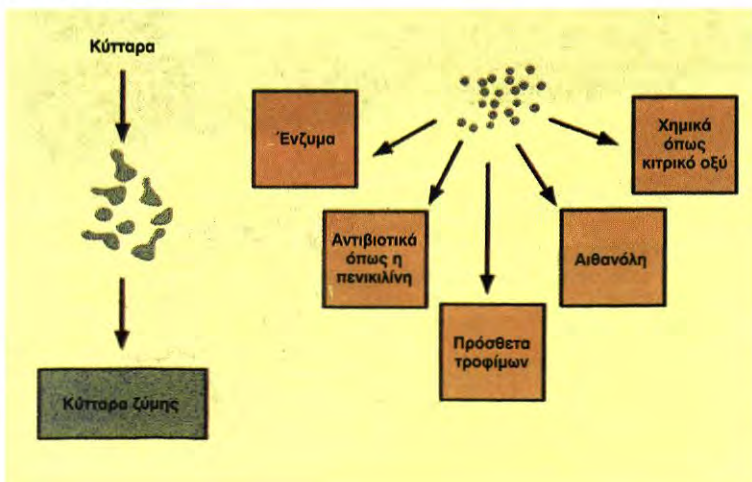 Κύτταρα
Κύτταρα ζύμης
Ένζυμα
Αντιβιοτικά
όπως η
πενικιλίνη
Πρόσθετα
τροφίμων
Αιθανόλη
Χημικά
όπως
κιτρικό οξύ